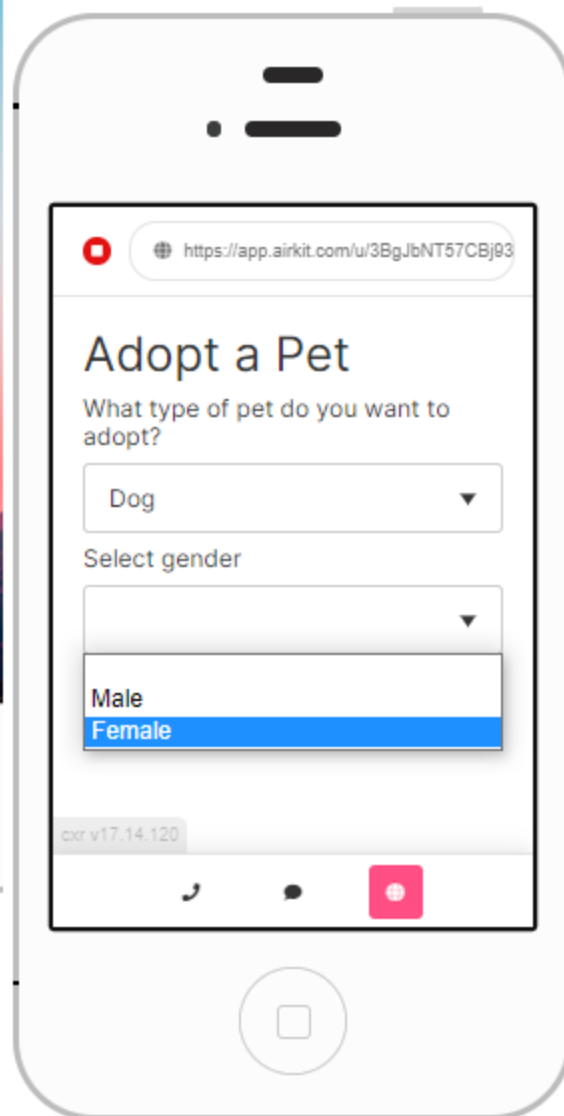 https://app.airkit.com/u/3BgJbNT57CBj93
Adopt a Pet
What type of pet do you want to
adopt?
Dog
Select gender
Male
Female
cxr v17.14.120